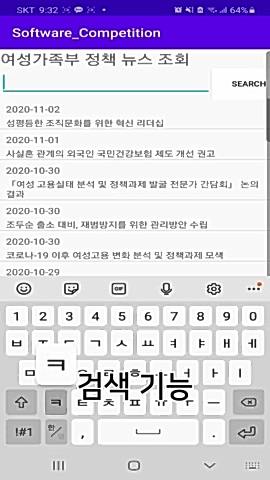 SKT 9:32
64%
Software_Competition
여성가족부 정책 뉴스 조회
SEARCH
2020-11-02
성평등한 조직문화를 위한 혁신 리더십
2020-11-01
사실혼 관계의 외국인 국민건강보험 제도 개선 권고
2020-10-30
「여성 고용실태 분석 및 정책과제 발굴 전문가 간담회」 논의
결과
2020-10-30
조두순 출소 대비, 재범방지를 위한 관리방안 수립
2020-10-30
코로나-19 이후 여성고용 변화 분석 및 정책과제 모색
2020-10-29
GIF
1 2 3 4 5 6 7 8 9 0
ㅂ ㅈ ㄷ ㄱ ㅅ ㅛ ㅕ ㅑ ㅐ ㅔ
ㅋ
검색 기능
!#1 한/ , .